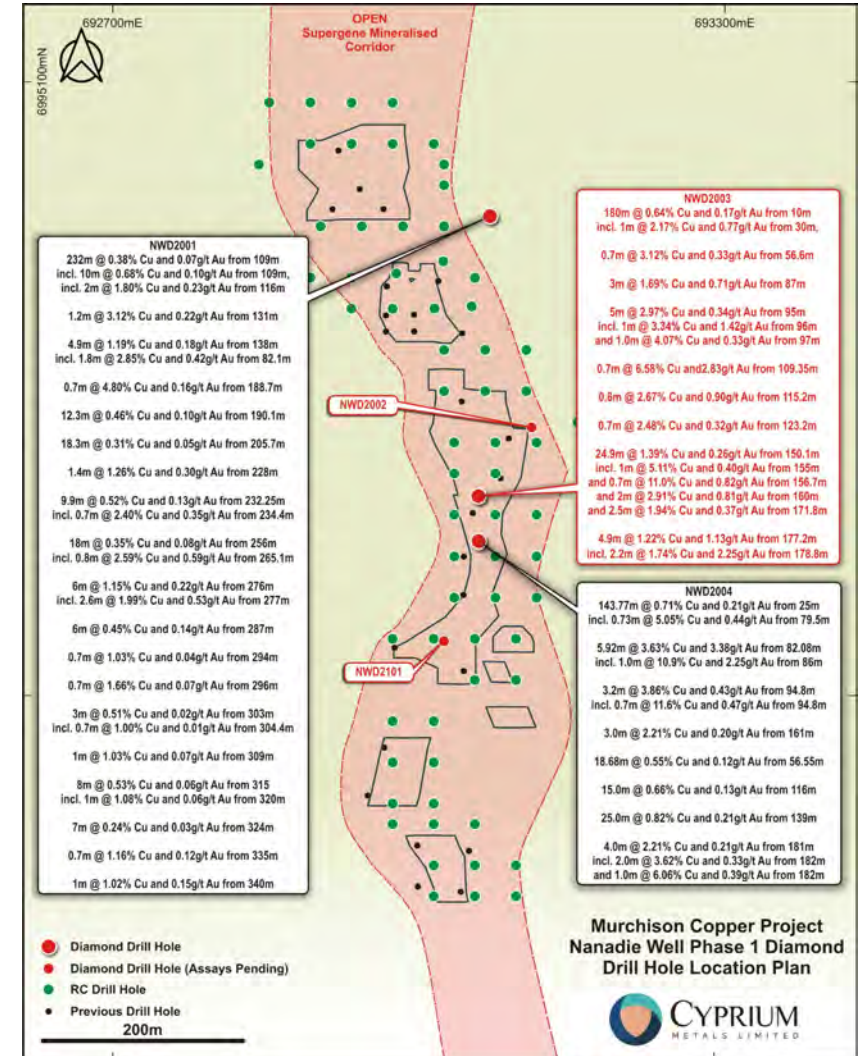 692700mE
693300mE
6995100mN
OPEN
Supergene Mineralised
Corridor
NWD2001
232m @ 0.38% Cu and 0.07g/t Au from 109m
incl. 10m @ 0.68% Cu and 0.10g/t Au from 109m,
incl. 2m @ 1.80% Cu and 0.23g/t Au from 116m
1.2m @ 3.12% Cu and 0.22g/t Au from 131m
4.9m @ 1.19% Cu and 0.18g/t Au from 138m
incl. 1.8m @ 2.85% Cu and 0.42g/t Au from 82.1m
0.7m @ 4.80% Cu and 0.16g/t Au from 188.7m
12.3m @ 0.46% Cu and 0.10g/t Au from 190.1m
18.3m @ 0.31% Cu and 0.05g/t Au from 205.7m
1.4m @ 1.26% Cu and 0.30g/t Au from 228m
9.9m @ 0.52% Cu and 0.13g/t Au from 232.25m
incl. 0.7m @ 2.40% Cu and 0.35g/t Au from 234.4m
18m @ 0.35% Cu and 0.08g/t Au from 256m
incl. 0.8m @ 2.59% Cu and 0.59g/t Au from 265.1m
6m @ 1.15% Cu and 0.22g/t Au from 276m
incl. 2.6m @ 1.99% Cu and 0.53g/t Au from 277m
6m @ 0.45% Cu and 0.14g/t Au from 287m
0.7m @ 1.03% Cu and 0.04g/t Au from 294m
0.7m @ 1.66% Cu and 0.07g/t Au from 296m
3m @ 0.51% Cu and 0.02g/t Au from 303m
incl. 0.7m @ 1.00% Cu and 0.01g/t Au from 304.4m
1m @ 1.03% Cu and 0.07g/t Au from 309m
8m @ 0.53% Cu and 0.06g/t Au from 315
incl. 1m @ 1.08% Cu and 0.06g/t Au from 320m
7m @ 0.24% Cu and 0.03g/t Au from 324m
0.7m @ 1.16% Cu and 0.12g/t Au from 335m
1m @ 1.02% Cu and 0.15g/t Au from 340m
NWD2002
NWD2101
NWD2003
180m @ 0.64% Cu and 0.17g/t Au from 10m
incl. 1m @ 2.17% Cu and 0.77g/t Au from 30m,
0.7m @ 3.12% Cu and 0.33g/t Au from 56.6m
3m @ 1.69% Cu and 0.71g/t Au from 87m
5m @ 2.97% Cu and 0.34g/t Au from 95m
incl. 1m @ 3.34% Cu and 1.42g/t Au from 96m
and 1.0m @ 4.07% Cu and 0.33g/t Au from 97m
0.7m @ 6.58% Cu and2.83g/t Au from 109.35m
0.6m @ 2.67% Cu and 0.90g/t Au from 115.2m
0.7m @ 2.48% Cu and 0.32g/t Au from 123.2m
24.9m @ 1.39% Cu and 0.26g/t Au from 150.1m
incl. 1m @ 5.11% Cu and 0.40g/t Au from 155m
and 0.7m @ 11.0% Cu and 0.82g/t Au from 156.7m
and 2m @ 2.91% Cu and 0.81g/t Au from 160m
and 2.5m @ 1.94% Cu and 0.37g/t Au from 171.8m
4.9m @ 1.22% Cu and 1.13g/t Au from 177.2m
incl. 2.2m @ 1.74% Cu and 2.25g/t Au from 178.8m
NWD2004
143.77m @ 0.71% Cu and 0.21g/t Au from 25m
incl. 0.73m @ 5.05% Cu and 0.44g/t Au from 79.5m
5.92m @ 3.63% Cu and 3.38g/t Au from 82.08m
incl. 1.0m @ 10.9% Cu and 2.25g/t Au from 86m
3.2m @ 3.86% Cu and 0.43g/t Au from 94.8m
incl. 0.7m @ 11.6% Cu and 0.47g/t Au from 94.8m
3.0m @ 2.21% Cu and 0.20g/t Au from 161m
18.68m @ 0.55% Cu and 0.12g/t Au from 56.55m
15.0m @ 0.66% Cu and 0.13g/t Au from 116m
25.0m @ 0.82% Cu and 0.21g/t Au from 139m
4.0m @ 2.21% Cu and 0.21g/t Au from 181m
incl. 2.0m @ 3.62% Cu and 0.33g/t Au from 182m
and 1.0m @ 6.06% Cu and 0.39g/t Au from 182m
Diamond Drill Hole
Diamond Drill Hole (Assays Pending)
RC Drill Hole
Previous Drill Hole
200m
Murchison Copper Project
Nanadie Well Phase 1 Diamond
Drill Hole Location Plan
CYPRIUM
METALS LIMITED